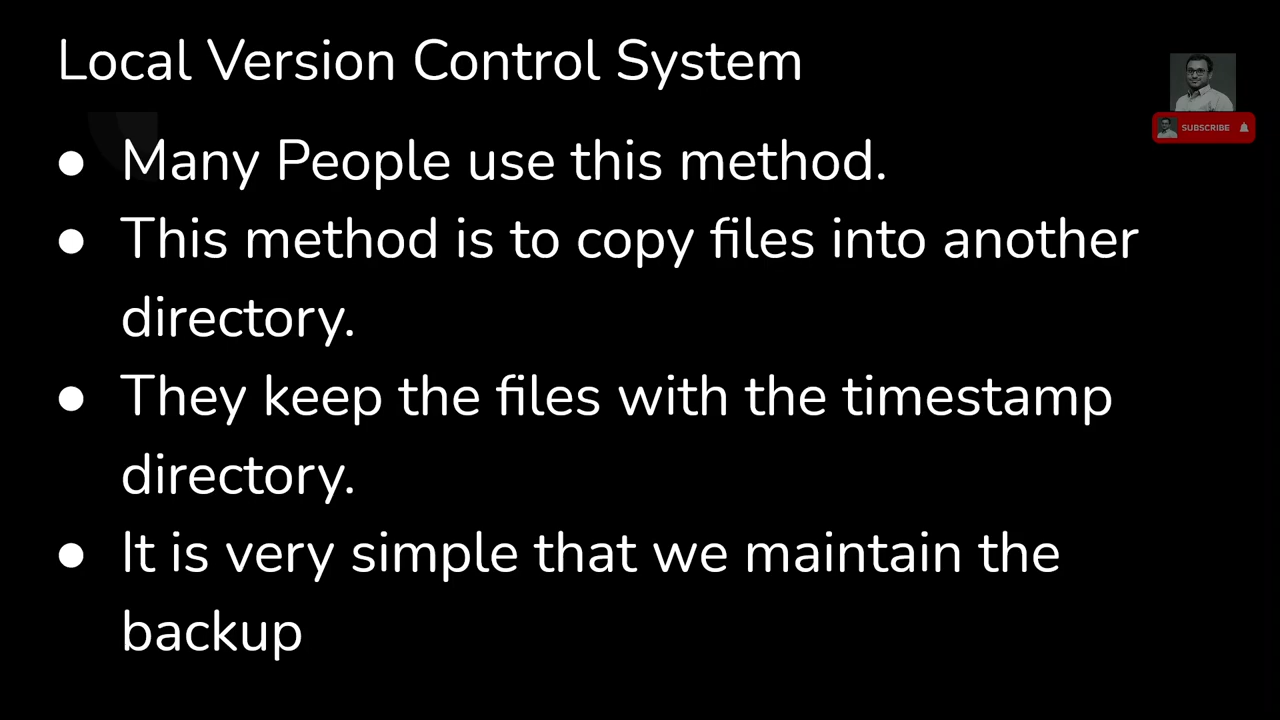 Local Version Control System
SUBSCRIBE
● Many People use this method.
● This method is to copy files into another
directory.
● They keep the files with the timestamp
directory.
● It is very simple that we maintain the
backup